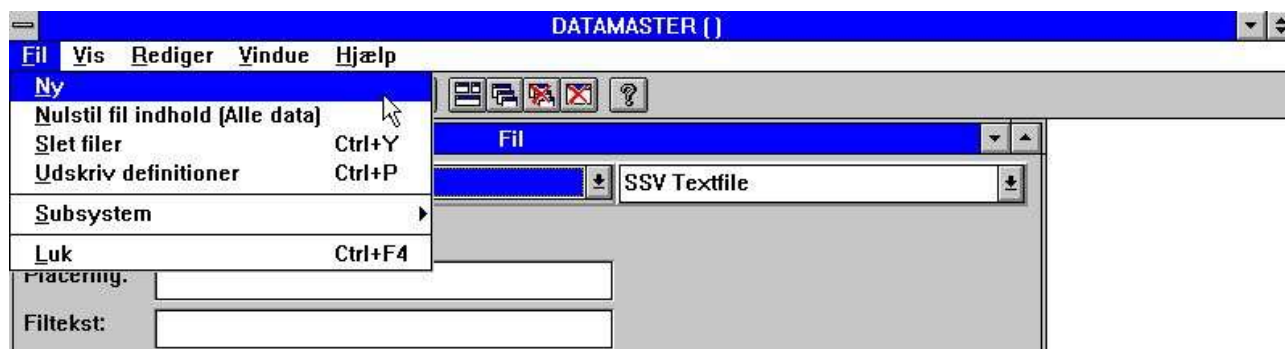 DATAMASTER ()
Fil Vis Rediger Vindue Hjælp
Ny
Nulstil fil indhold (Alle data)
Slet filer Ctrl+Y
Udskriv definitioner Ctrl+P
Subsystem
Luk Ctrl+F4
Fil
SSV Textfile
Placering:
Filtekst: